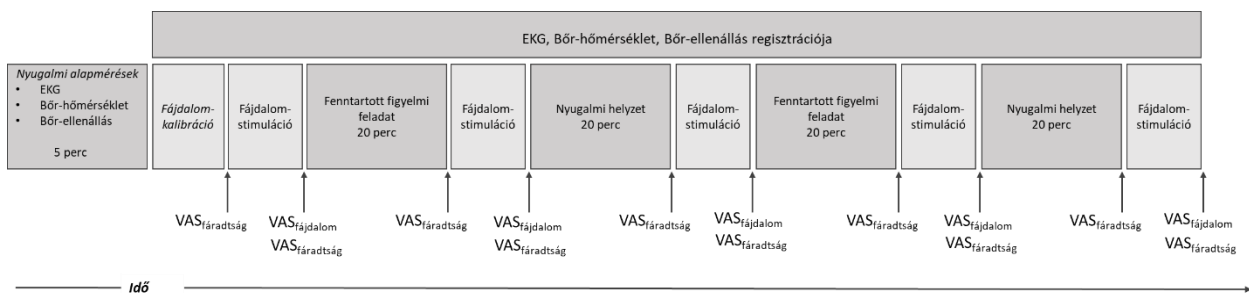 EKG, Bőr-hőmérséklet, Bőr-ellenállás regisztrációja
Nyugalmi alapmérések
• EKG
• Bőr-hőmérséklet
• Bőr-ellenállás
5 perc
Fájdalom-
kalibráció
Fájdalom-
stimuláció
Fenntartott figyelmi
feladat
20 perc
Fájdalom-
stimuláció
Nyugalmi helyzet
20 perc
Fájdalom-
stimuláció
Fenntartott figyelmi
feladat
20 perc
Fájdalom-
stimuláció
Nyugalmi helyzet
20 perc
Fájdalom-
stimuláció
VASfáradtság
VASfájdalom
VASfáradtság
VASfáradtság
VASfájdalom
VASfáradtság
VASfáradtság
VASfájdalom
VASfáradtság
VASfáradtság
VASfájdalom
VASfáradtság
VASfáradtság
VASfájdalom
VASfáradtság
Idő